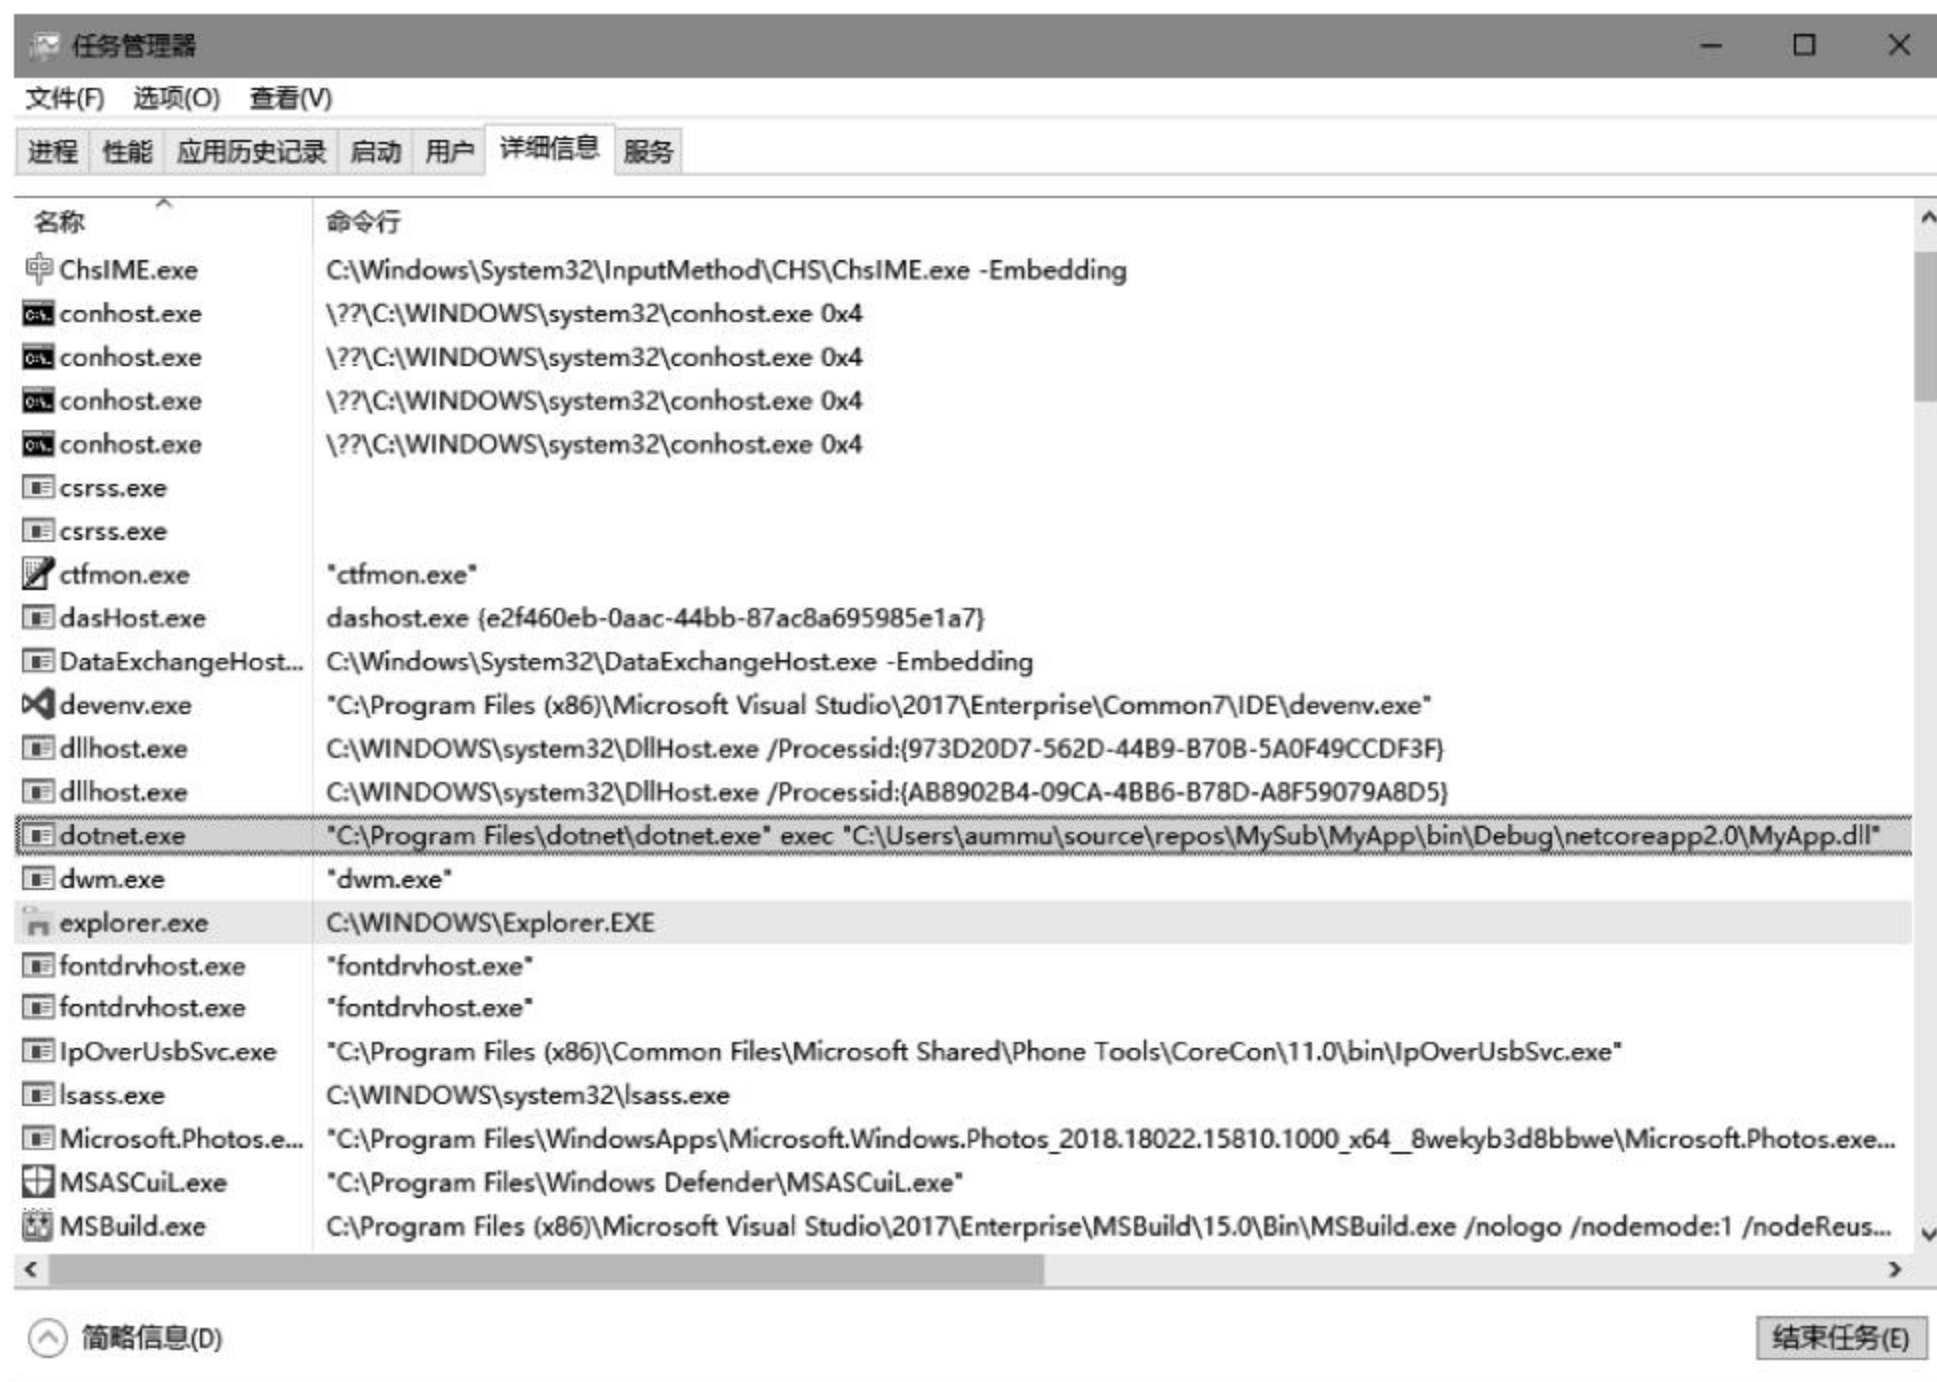 任务管理器
文件(F) 选项(O) 查看(V)
进程 性能 应用历史记录 启动 用户 详细信息 服务
名称 命令行
ChsIME.exe C:\Windows\System32\InputMethod\CHS\ChsIME.exe -Embedding
conhost.exe \??\C:\WINDOWS\system32\conhost.exe 0x4
conhost.exe \??\C:\WINDOWS\system32\conhost.exe 0x4
conhost.exe \??\C:\WINDOWS\system32\conhost.exe 0x4
conhost.exe \??\C:\WINDOWS\system32\conhost.exe 0x4
csrss.exe
csrss.exe
ctfmon.exe "ctfmon.exe"
dasHost.exe dashost.exe {e2f460eb-0aac-44bb-87ac8a695985e1a7}
DataExchangeHost... C:\Windows\System32\DataExchangeHost.exe -Embedding
devenv.exe "C:\Program Files (x86)\Microsoft Visual Studio\2017\Enterprise\Common7\IDE\devenv.exe"
dllhost.exe C:\WINDOWS\system32\DllHost.exe /Processid:{973D20D7-562D-44B9-B70B-5A0F49CCDF3F}
dllhost.exe C:\WINDOWS\system32\DllHost.exe /Processid:{AB8902B4-09CA-4BB6-B78D-A8F59079A8D5}
dotnet.exe "C:\Program Files\dotnet\dotnet.exe" exec "C:\Users\aummu\source\repos\MySub\MyApp\bin\Debug\netcoreapp2.0\MyApp.dll"
dwm.exe "dwm.exe"
explorer.exe C:\WINDOWS\Explorer.EXE
fontdrvhost.exe "fontdrvhost.exe"
fontdrvhost.exe "fontdrvhost.exe"
IpOverUsbSvc.exe "C:\Program Files (x86)\Common Files\Microsoft Shared\Phone Tools\CoreCon\11.0\bin\IpOverUsbSvc.exe"
lsass.exe C:\WINDOWS\system32\lsass.exe
Microsoft.Photos.e... "C:\Program Files\WindowsApps\Microsoft.Windows.Photos_2018.18022.15810.1000_x64__8wekyb3d8bbwe\Microsoft.Photos.exe...
MSASCuiL.exe "C:\Program Files\Windows Defender\MSASCuiL.exe"
MSBuild.exe C:\Program Files (x86)\Microsoft Visual Studio\2017\Enterprise\MSBuild\15.0\Bin\MSBuild.exe /nologo /nodemode:1 /nodeReus...
简略信息(D) 结束任务(E)